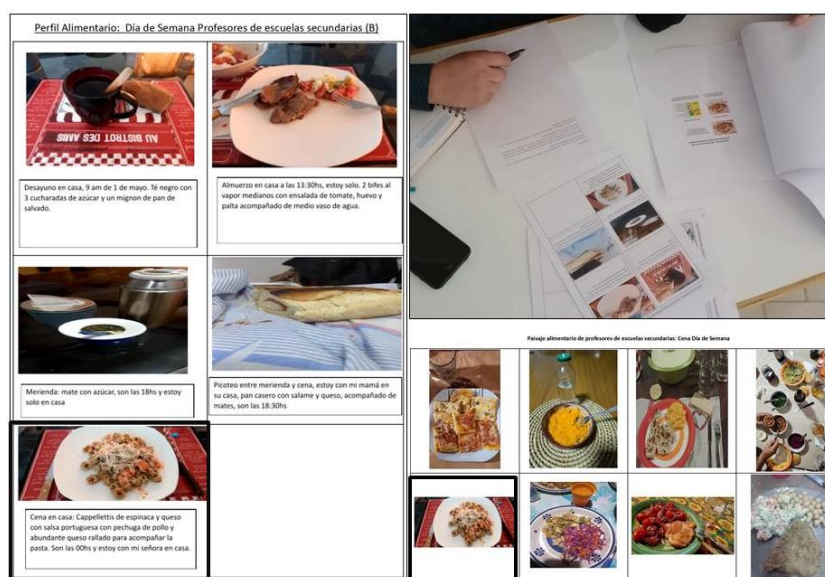 Perfil Alimentario: Día de Semana Profesores de escuelas secundarias (B)
AU BISTROT DES AMIS
Desayuno en casa, 9 am de 1 de mayo. Té negro con
3 cucharadas de azúcar y un mignon de pan de
salvado.
Almuerzo en casa a las 13:30hs, estoy solo. 2 bifes al
vapor medianos con ensalada de tomate, huevo y
palta acompañado de medio vaso de agua.
Merienda: mate con azúcar, son las 18hs y estoy
solo en casa
Picoteo entre merienda y cena, estoy con mi mamá en
su casa, pan casero con salame y queso, acompañado de
mates, son las 18:30hs
Cena en casa: Cappellettis de espinaca y queso
con salsa portuguesa con pechuga de pollo y
abundante queso rallado para acompañar la
pasta. Son las 00hs y estoy con mi señora en casa.
Paisaje alimentario de profesores de escuelas secundarias: Cena Día de Semana